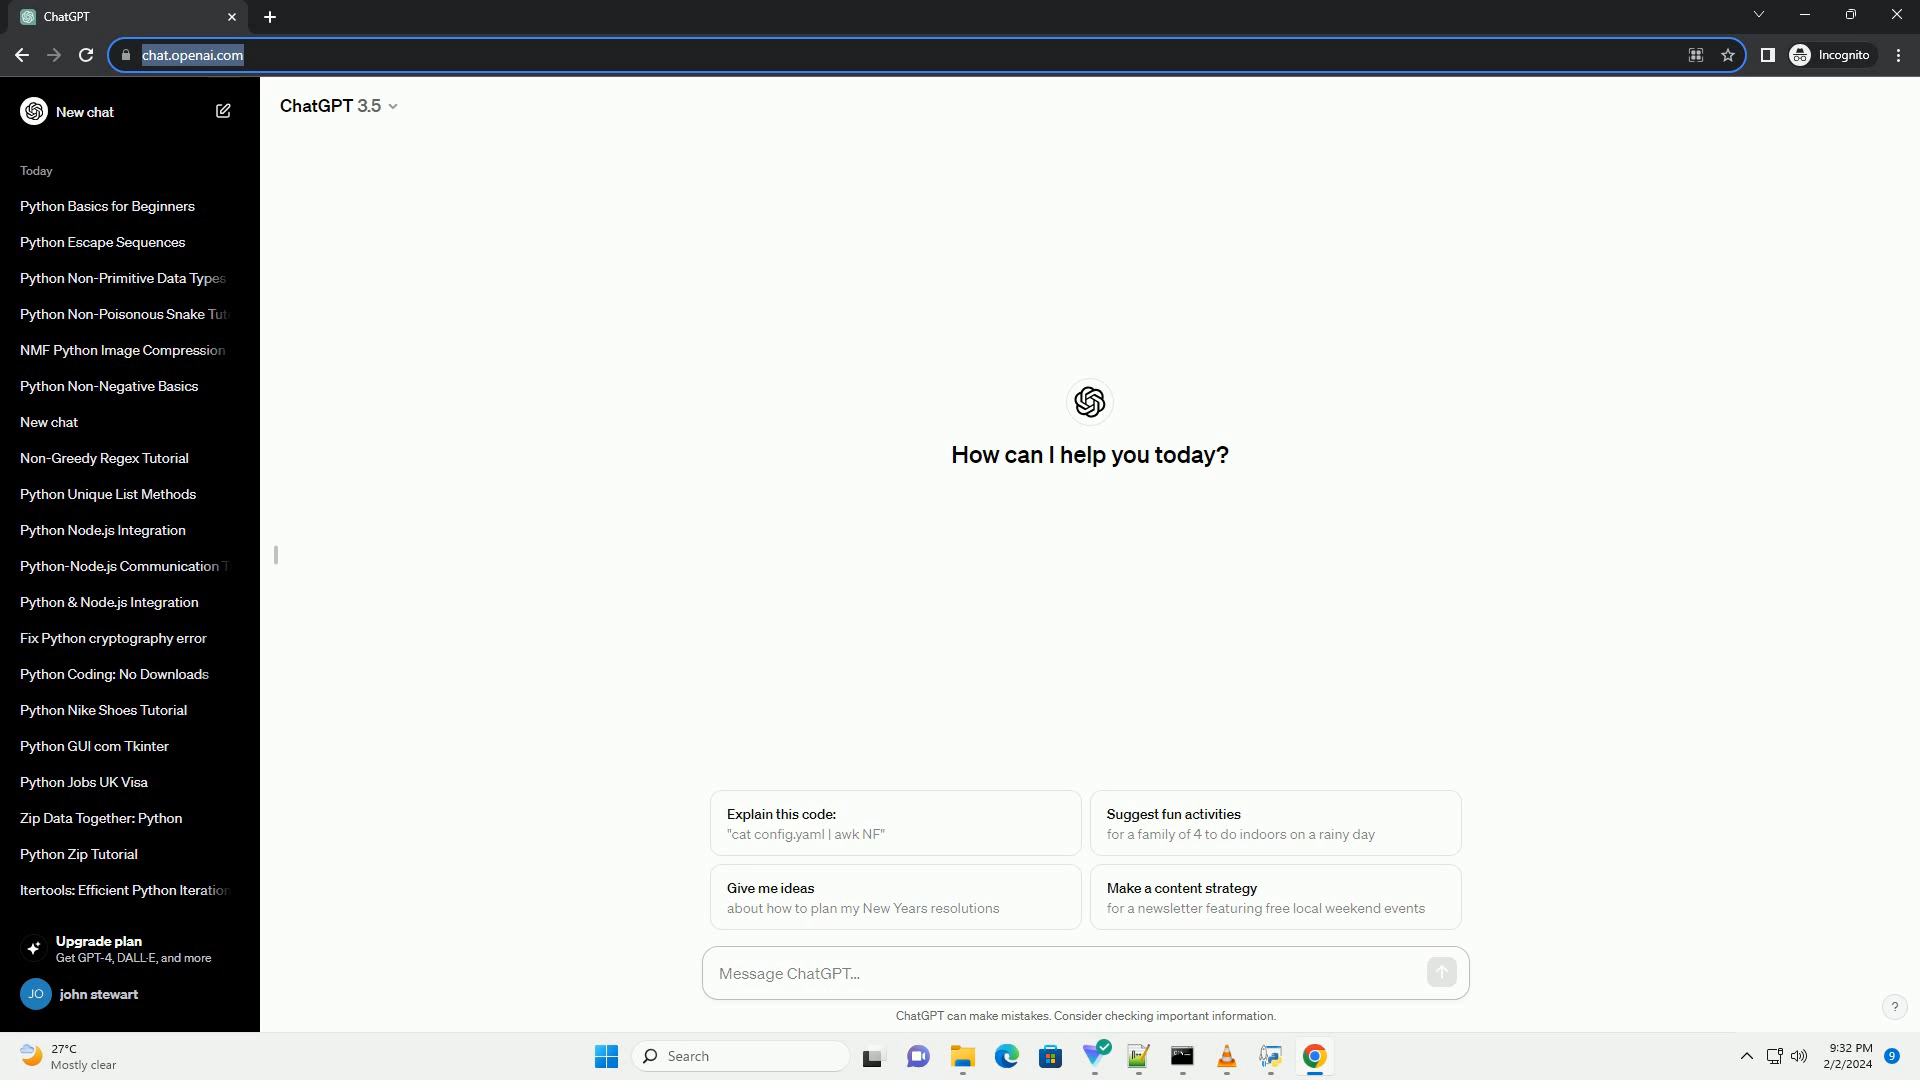 ChatGPT
chat.openai.com
Incognito
New chat
ChatGPT 3.5
Today
Python Basics for Beginners
Python Escape Sequences
Python Non-Primitive Data Types
Python Non-Poisonous Snake Tut
NMF Python Image Compression
Python Non-Negative Basics
New chat
Non-Greedy Regex Tutorial
Python Unique List Methods
Python Node.js Integration
Python-Node.js Communication T
Python & Node.js Integration
Fix Python cryptography error
Python Coding: No Downloads
Python Nike Shoes Tutorial
Python GUI com Tkinter
Python Jobs UK Visa
Zip Data Together: Python
Python Zip Tutorial
Itertools: Efficient Python Iteration
Upgrade plan
Get GPT-4, DALL·E, and more
JO
john stewart
How can I help you today?
Explain this code:
"cat config.yaml | awk NF"
Suggest fun activities
for a family of 4 to do indoors on a rainy day
Give me ideas
about how to plan my New Years resolutions
Make a content strategy
for a newsletter featuring free local weekend events
Message ChatGPT...
ChatGPT can make mistakes. Consider checking important information.
?
27°C
Mostly clear
Search
9:32 PM
2/2/2024
9